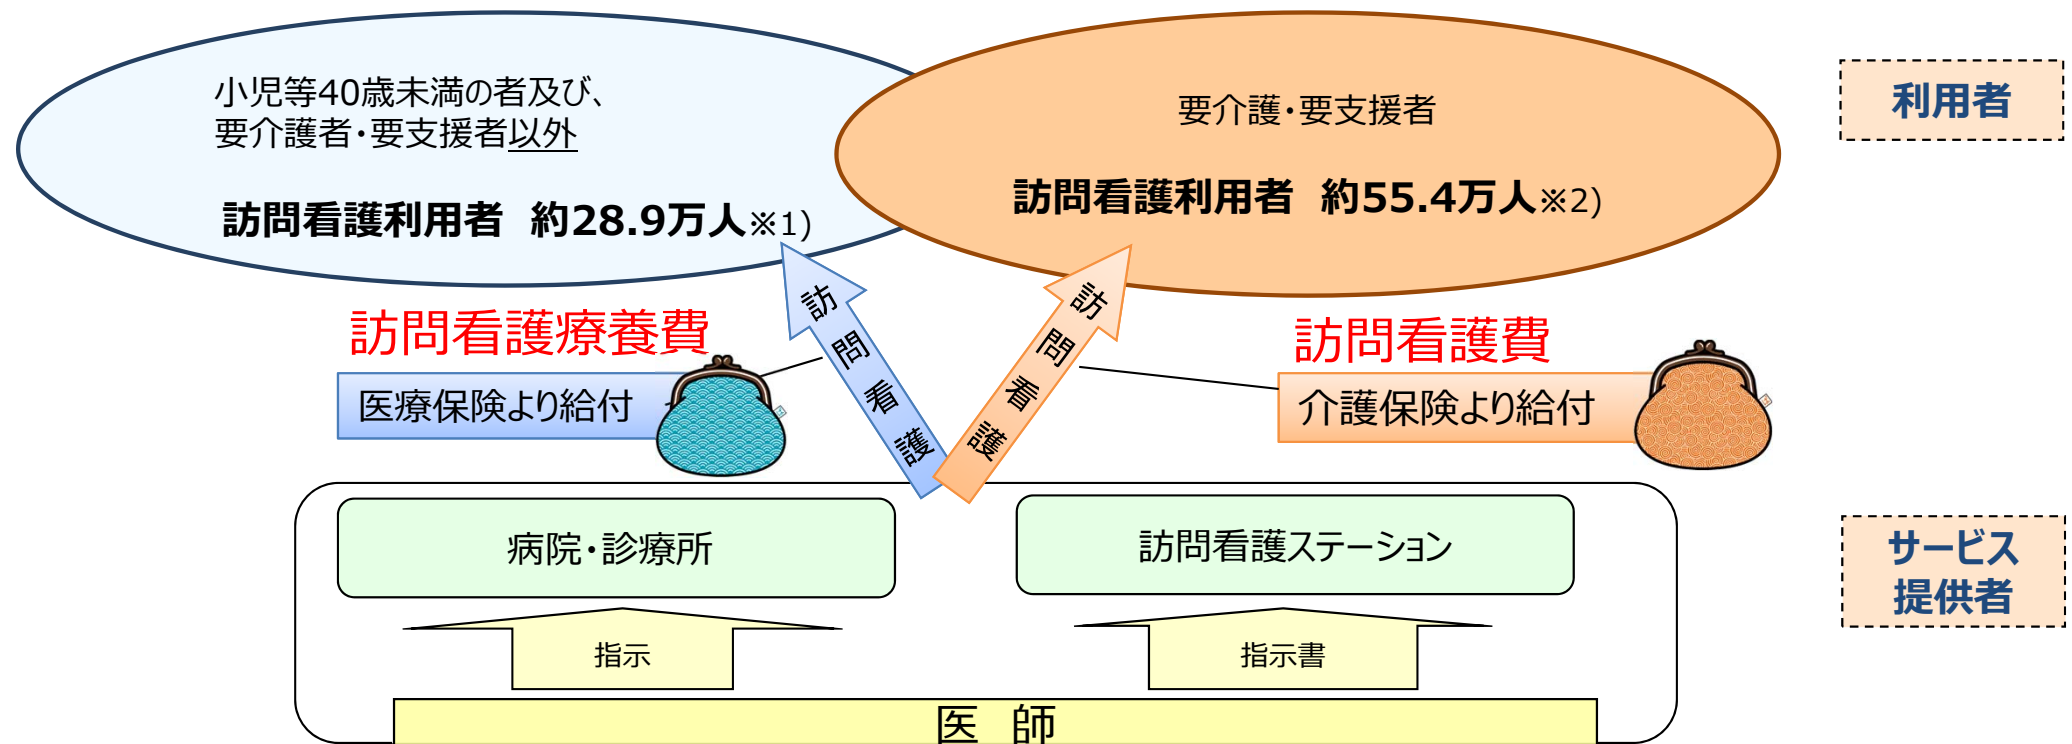 小児等40歳未満の者及び、
要介護者・要支援者以外
訪問看護利用者　約28.9万人※1)
要介護・要支援者
訪問看護利用者　約55.4万人※2)
利用者
訪問看護療養費
医療保険より給付
訪問看護
訪問看護
訪問看護費
介護保険より給付
病院・診療所
訪問看護ステーション
サービス
提供者
指示
指示書
医　師